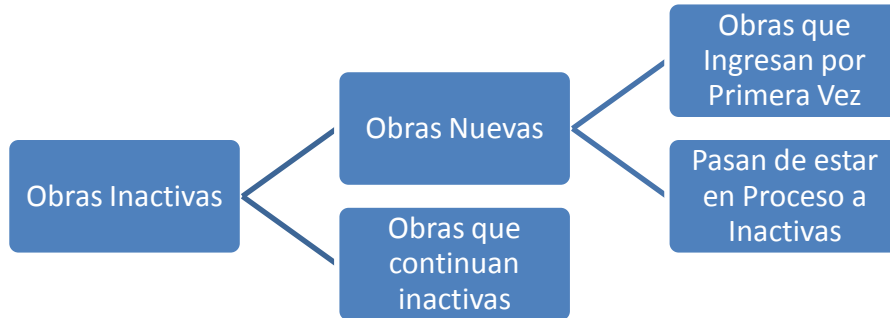 Obras Inactivas
Obras Nuevas
Obras que
continuan
inactivas
Obras que
Ingresan por
Primera Vez
Pasan de estar
en Proceso a
Inactivas